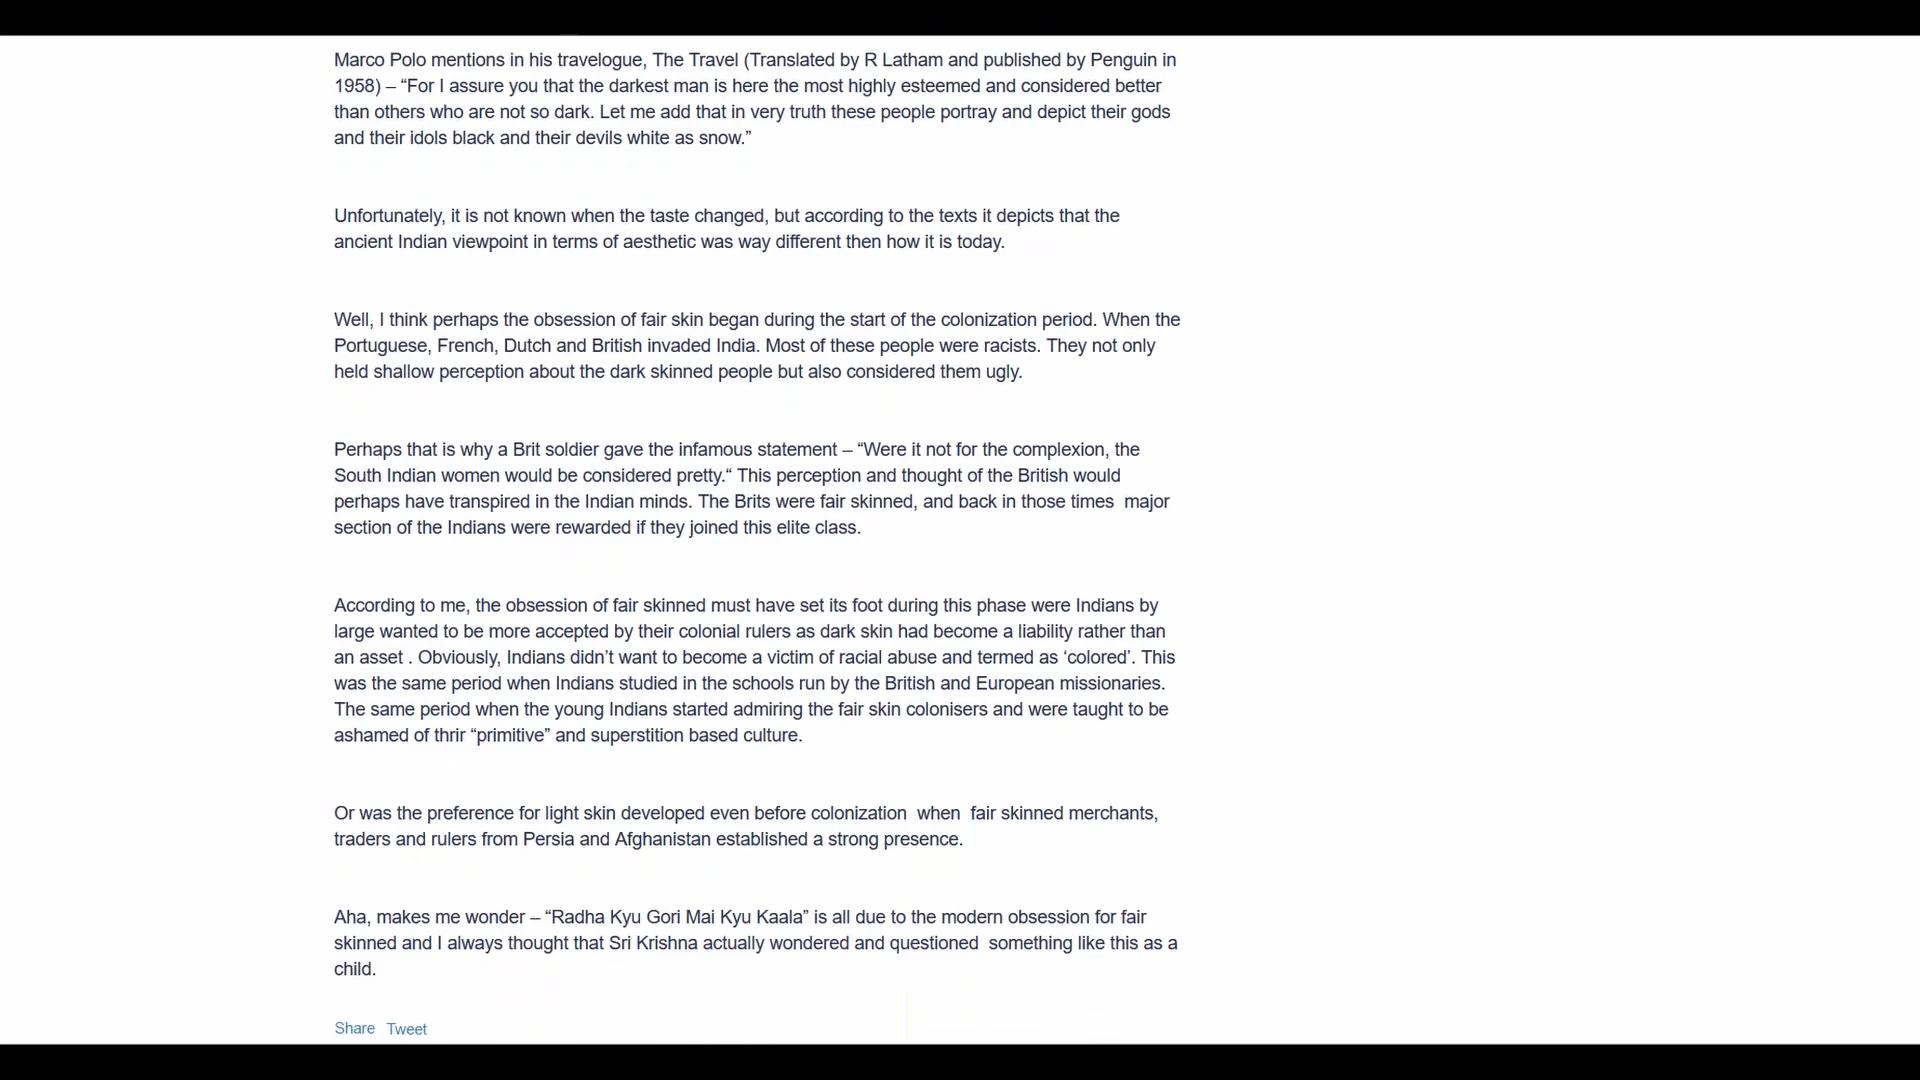 Marco Polo mentions in his travelogue, The Travel (Translated by R Latham and published by Penguin in
1958) – “For I assure you that the darkest man is here the most highly esteemed and considered better
than others who are not so dark. Let me add that in very truth these people portray and depict their gods
and their idols black and their devils white as snow.”
Unfortunately, it is not known when the taste changed, but according to the texts it depicts that the
ancient Indian viewpoint in terms of aesthetic was way different then how it is today.
Well, I think perhaps the obsession of fair skin began during the start of the colonization period. When the
Portuguese, French, Dutch and British invaded India. Most of these people were racists. They not only
held shallow perception about the dark skinned people but also considered them ugly.
Perhaps that is why a Brit soldier gave the infamous statement – “Were it not for the complexion, the
South Indian women would be considered pretty.“ This perception and thought of the British would
perhaps have transpired in the Indian minds. The Brits were fair skinned, and back in those times  major
section of the Indians were rewarded if they joined this elite class.
According to me, the obsession of fair skinned must have set its foot during this phase were Indians by
large wanted to be more accepted by their colonial rulers as dark skin had become a liability rather than
an asset . Obviously, Indians didn’t want to become a victim of racial abuse and termed as ‘colored’. This
was the same period when Indians studied in the schools run by the British and European missionaries.
The same period when the young Indians started admiring the fair skin colonisers and were taught to be
ashamed of thrir “primitive” and superstition based culture.
Or was the preference for light skin developed even before colonization  when  fair skinned merchants,
traders and rulers from Persia and Afghanistan established a strong presence.
Aha, makes me wonder – “Radha Kyu Gori Mai Kyu Kaala” is all due to the modern obsession for fair
skinned and I always thought that Sri Krishna actually wondered and questioned  something like this as a
child.
Share Tweet